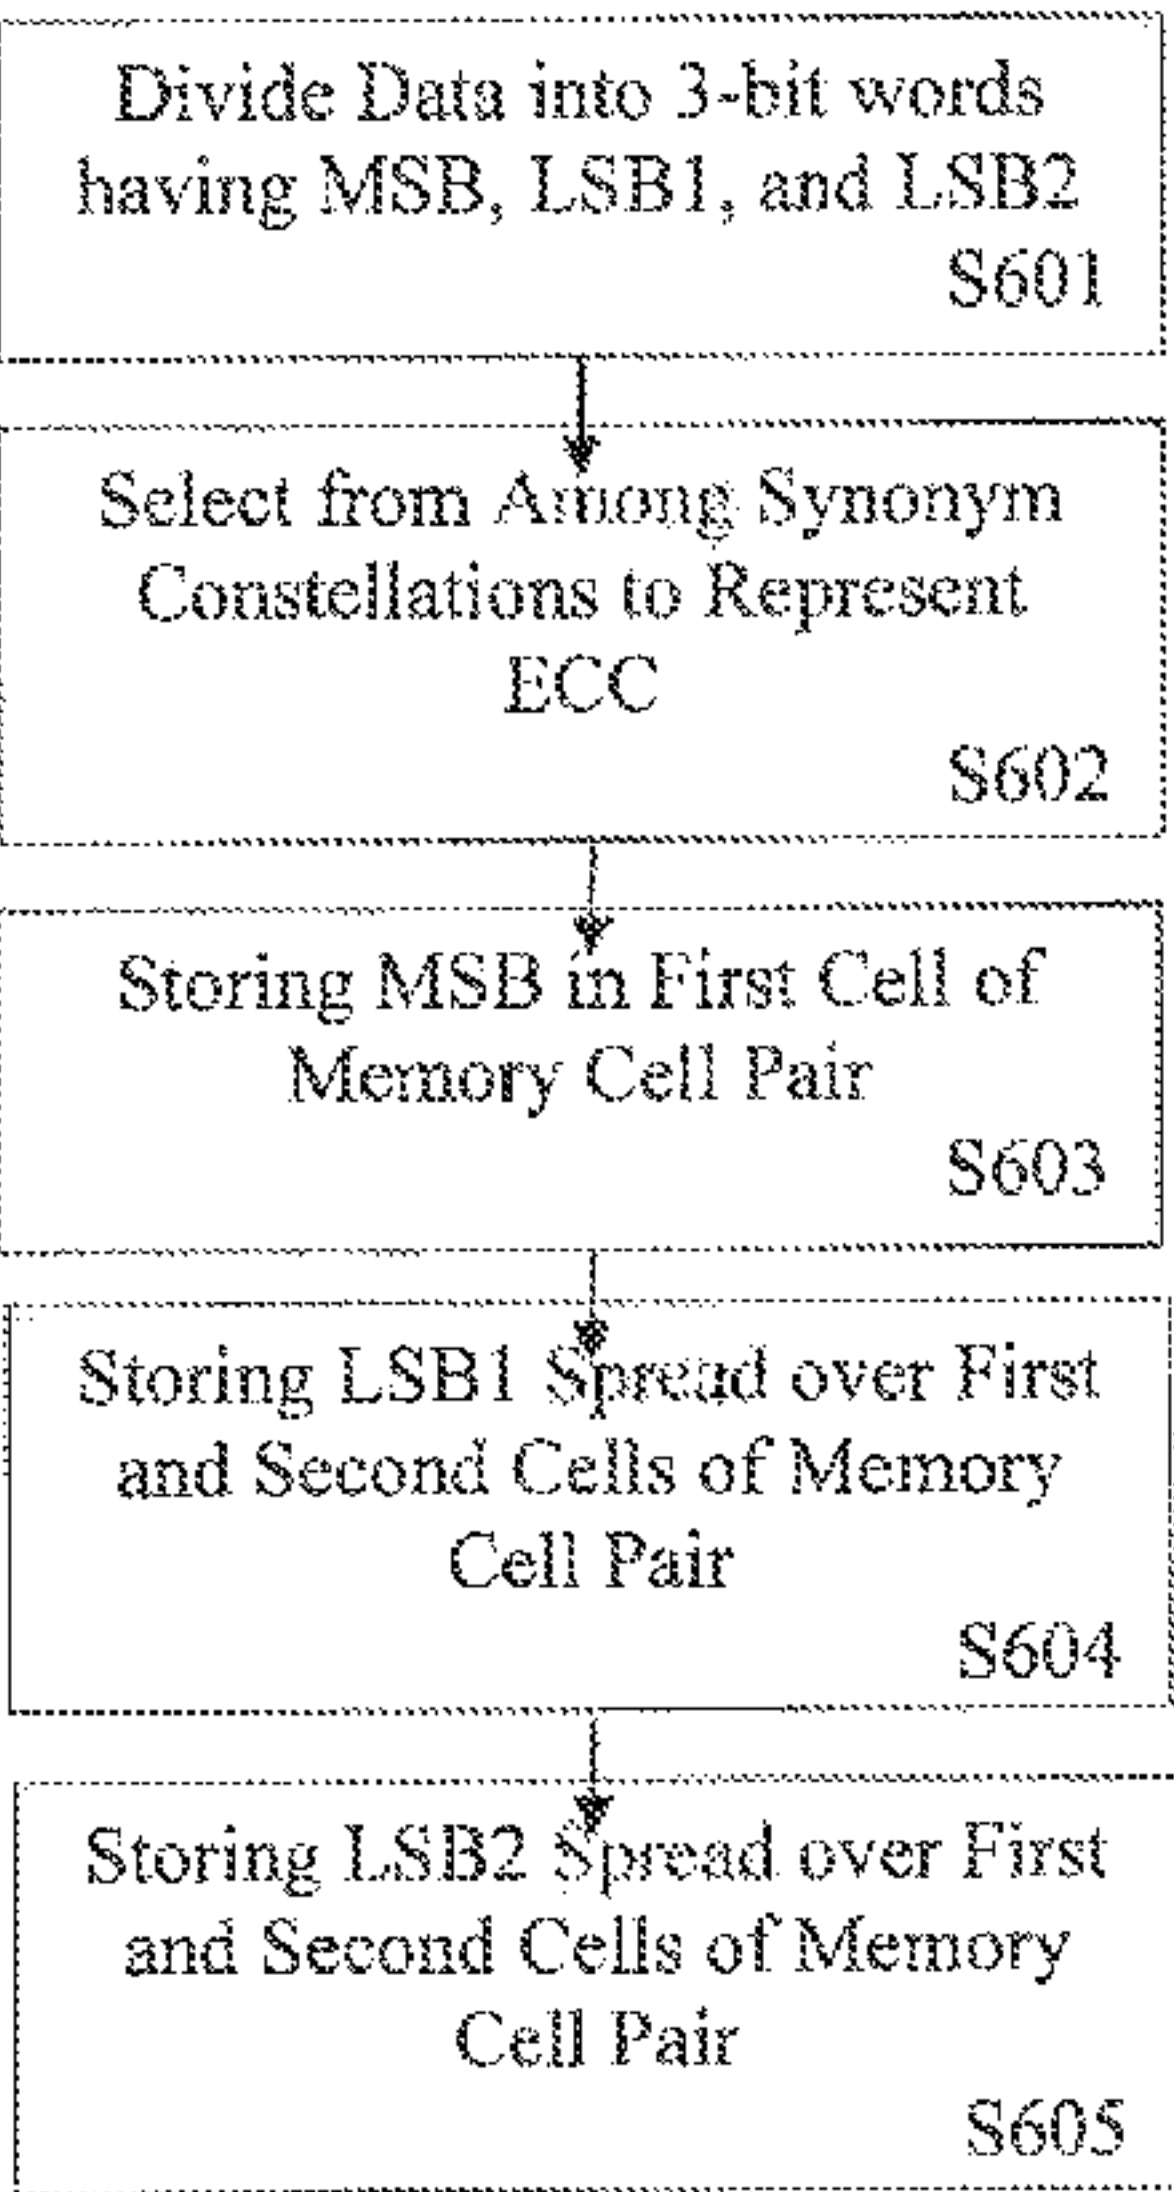 Divide Data into 3-bit words
having MSB, LSB1, and LSB2
S601
Select from Among Synonym
Constellations to Represent
ECC
S602
Storing MSB in First Cell of
Memory Cell Pair
S603
Storing LSB1 Spread over First
and Second Cells of Memory
Cell Pair
S604
Storing LSB2 Spread over First
and Second Cells of Memory
Cell Pair
S605